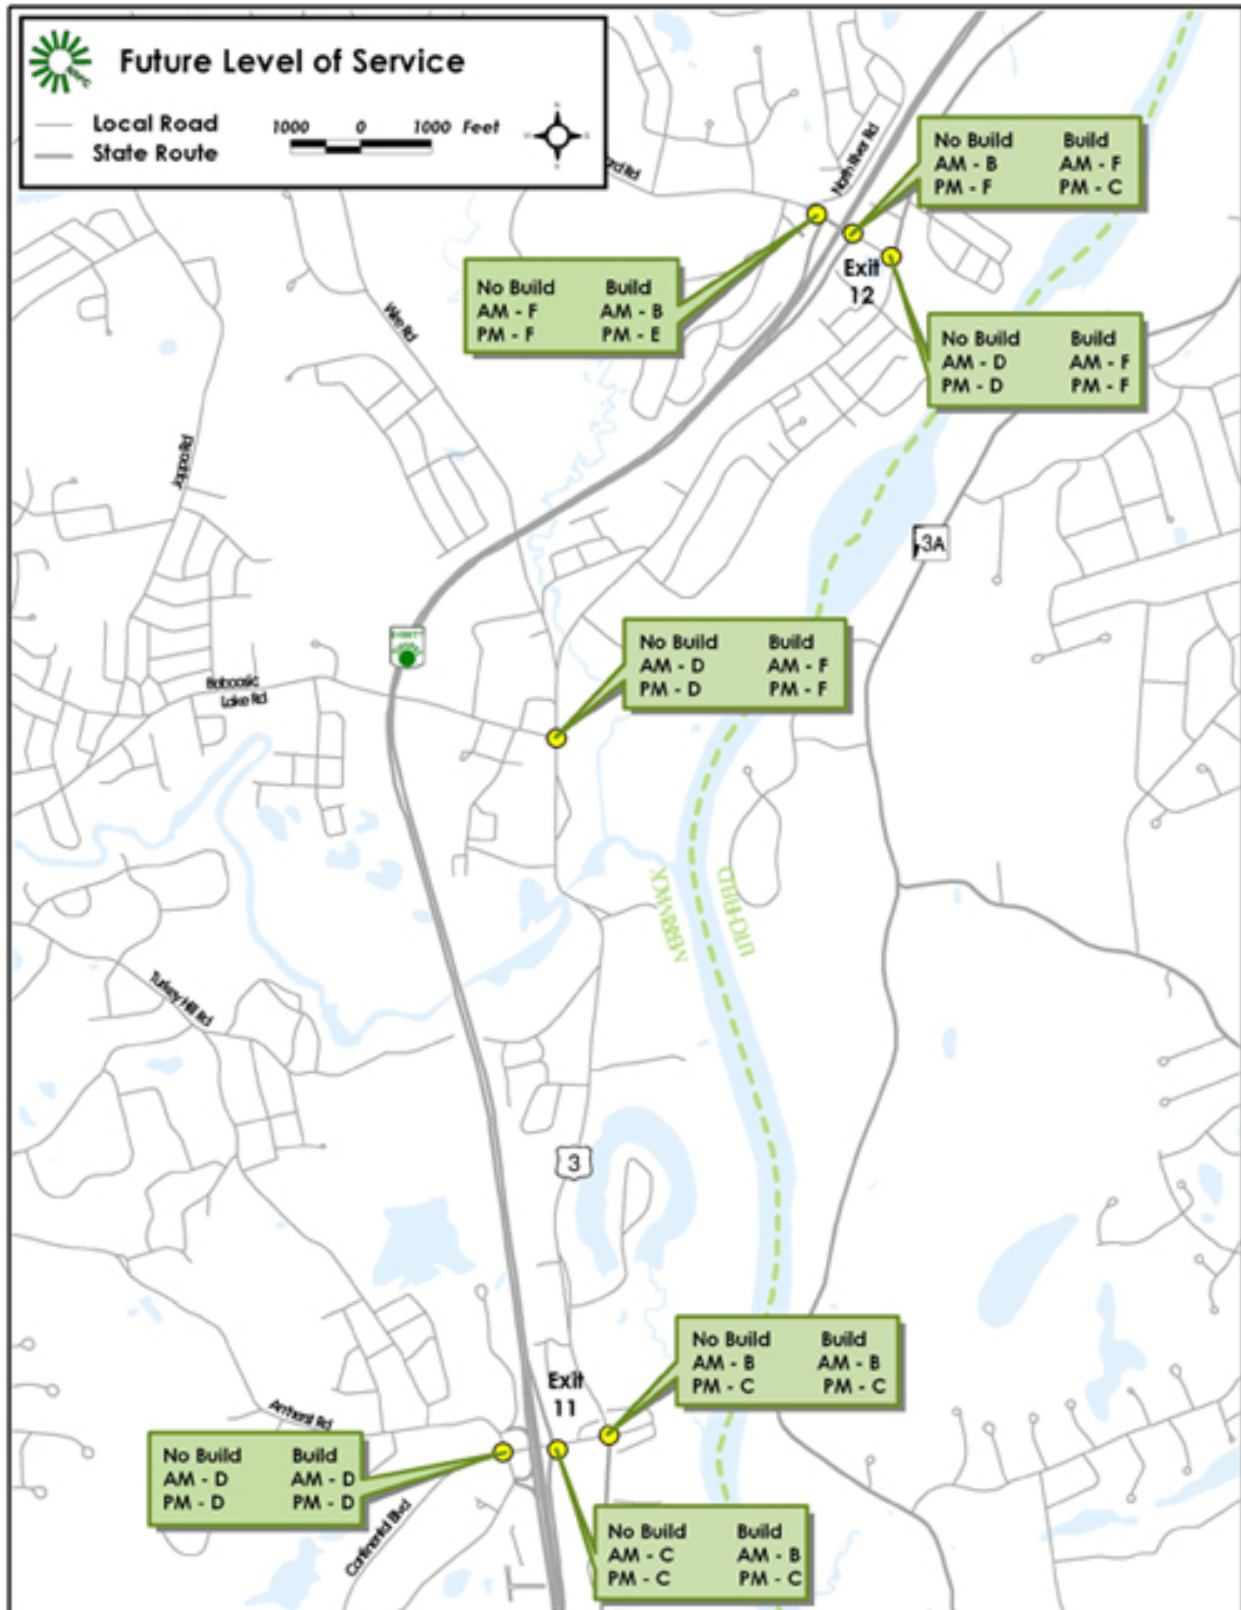 Future Level of Service
Local Road
State Route
1000 0 1000 Feet
North River Rd
No Build Build
AM - B AM - F
PM - F PM - C
Exit
12
No Build Build
AM - F AM - B
PM - F PM - E
No Build Build
AM - D AM - F
PM - D PM - F
Wire Rd
Joppa Rd
3A
No Build Build
AM - D AM - F
PM - D PM - F
Baboosic
Lake Rd
MERRIMACK
LITCHFIELD
Turkey Hill Rd
3
No Build Build
AM - B AM - B
PM - C PM - C
Exit
11
Amherst Rd
No Build Build
AM - D AM - D
PM - D PM - D
Continental Blvd
No Build Build
AM - C AM - B
PM - C PM - C